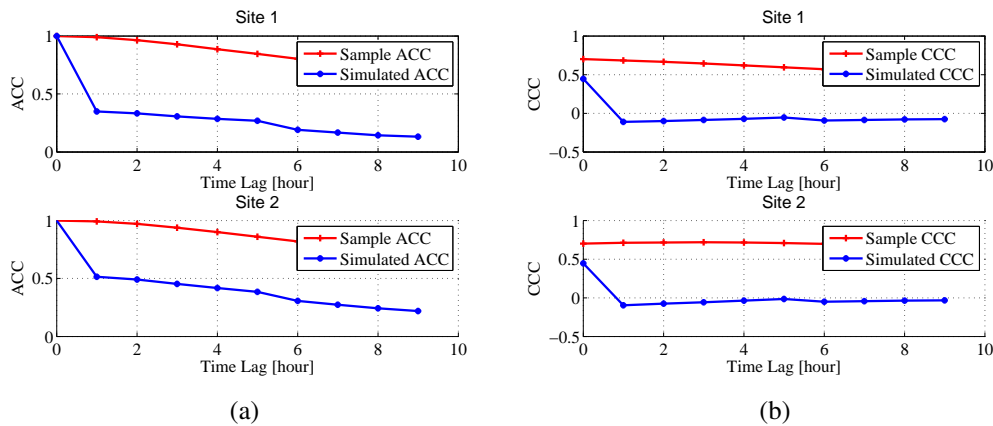 Site 1
1
0.5
0
ACC
Sample ACC
Simulated ACC
0 2 4 6 8 10
Time Lag [hour]
Site 2
1
0.5
0
ACC
Sample ACC
Simulated ACC
0 2 4 6 8 10
Time Lag [hour]
(a)
Site 1
1
0.5
0
−0.5
CCC
Sample CCC
Simulated CCC
0 2 4 6 8 10
Time Lag [hour]
Site 2
1
0.5
0
−0.5
CCC
Sample CCC
Simulated CCC
0 2 4 6 8 10
Time Lag [hour]
(b)